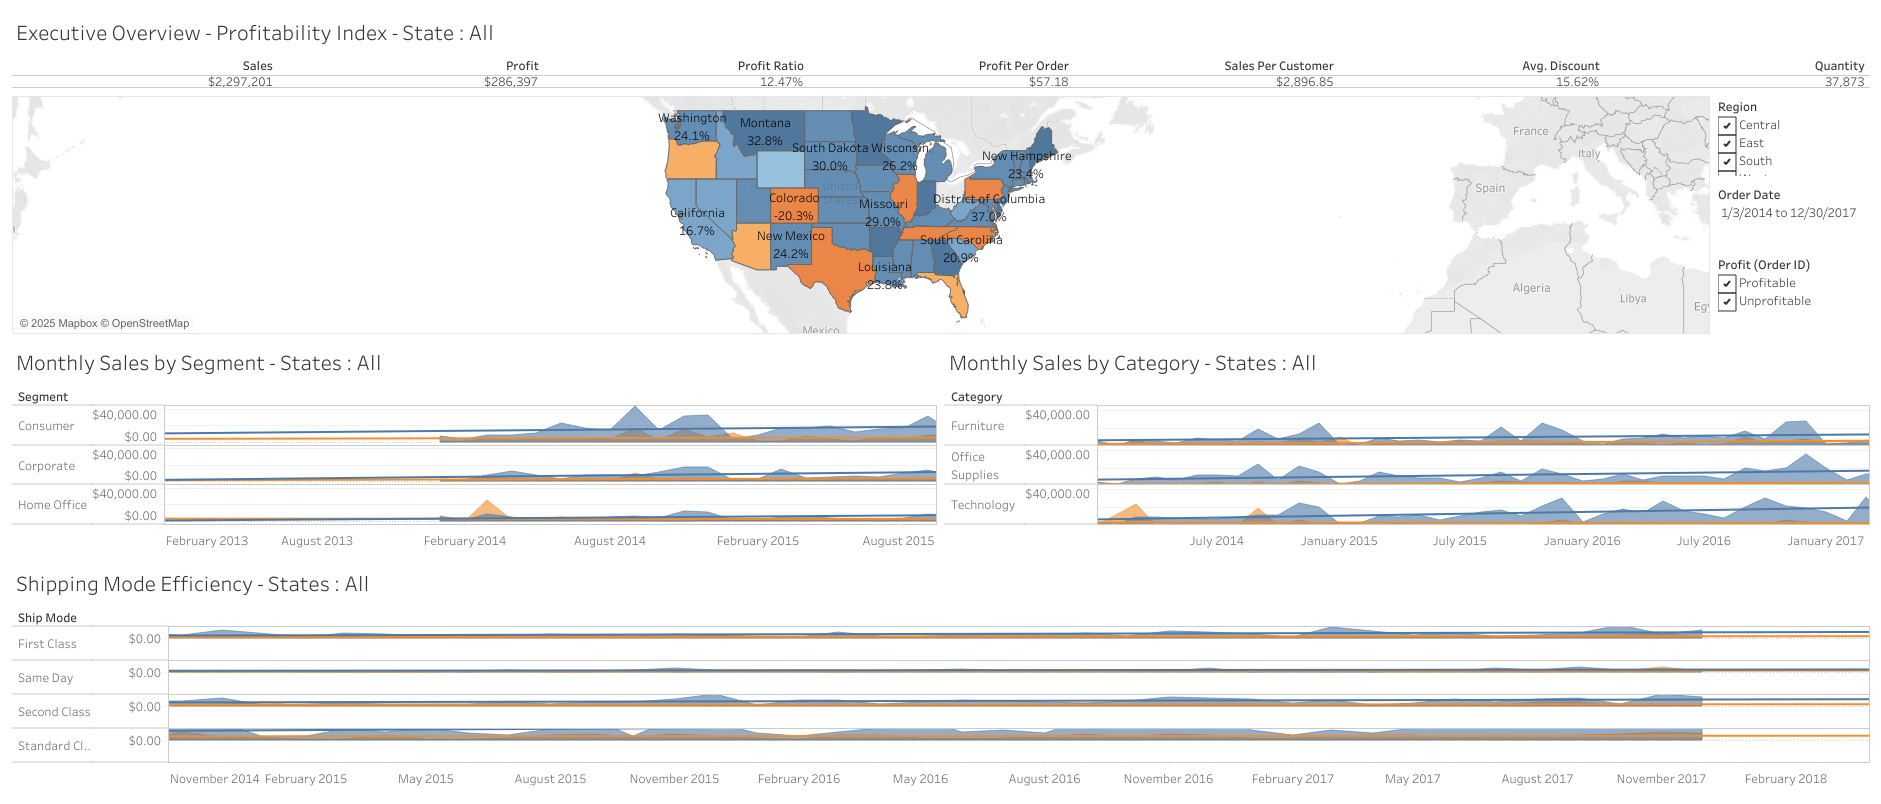 Executive Overview - Profitability Index - State : All
Sales Profit Profit Ratio Profit Per Order Sales Per Customer Avg. Discount Quantity
$2,297,201 $286,397 12.47% $57.18 $2,896.85 15.62% 37,873
Washington
24.1%
Montana
32.8%
South Dakota
30.0%
Wisconsin
26.2%
New Hampshire
23.4%
United
States
Colorado
-20.3%
Missouri
29.0%
District of Columbia
37.0%
California
16.7%
New Mexico
24.2%
South Carolina
20.9%
Louisiana
23.8%
Mexico
France
Italy
Spain
Algeria
Libya
Eg
© 2025 Mapbox © OpenStreetMap
Region
Central
East
South
Order Date
1/3/2014 to 12/30/2017
Profit (Order ID)
Profitable
Unprofitable
Monthly Sales by Segment - States : All
Segment
Consumer
$40,000.00
$0.00
Corporate
$40,000.00
$0.00
Home Office
$40,000.00
$0.00
February 2013 August 2013 February 2014 August 2014 February 2015 August 2015
Monthly Sales by Category - States : All
Category
Furniture
$40,000.00
Office
Supplies
$40,000.00
Technology
$40,000.00
July 2014 January 2015 July 2015 January 2016 July 2016 January 2017
Shipping Mode Efficiency - States : All
Ship Mode
First Class $0.00
Same Day $0.00
Second Class $0.00
Standard Cl.. $0.00
November 2014 February 2015 May 2015 August 2015 November 2015 February 2016 May 2016 August 2016 November 2016 February 2017 May 2017 August 2017 November 2017 February 2018